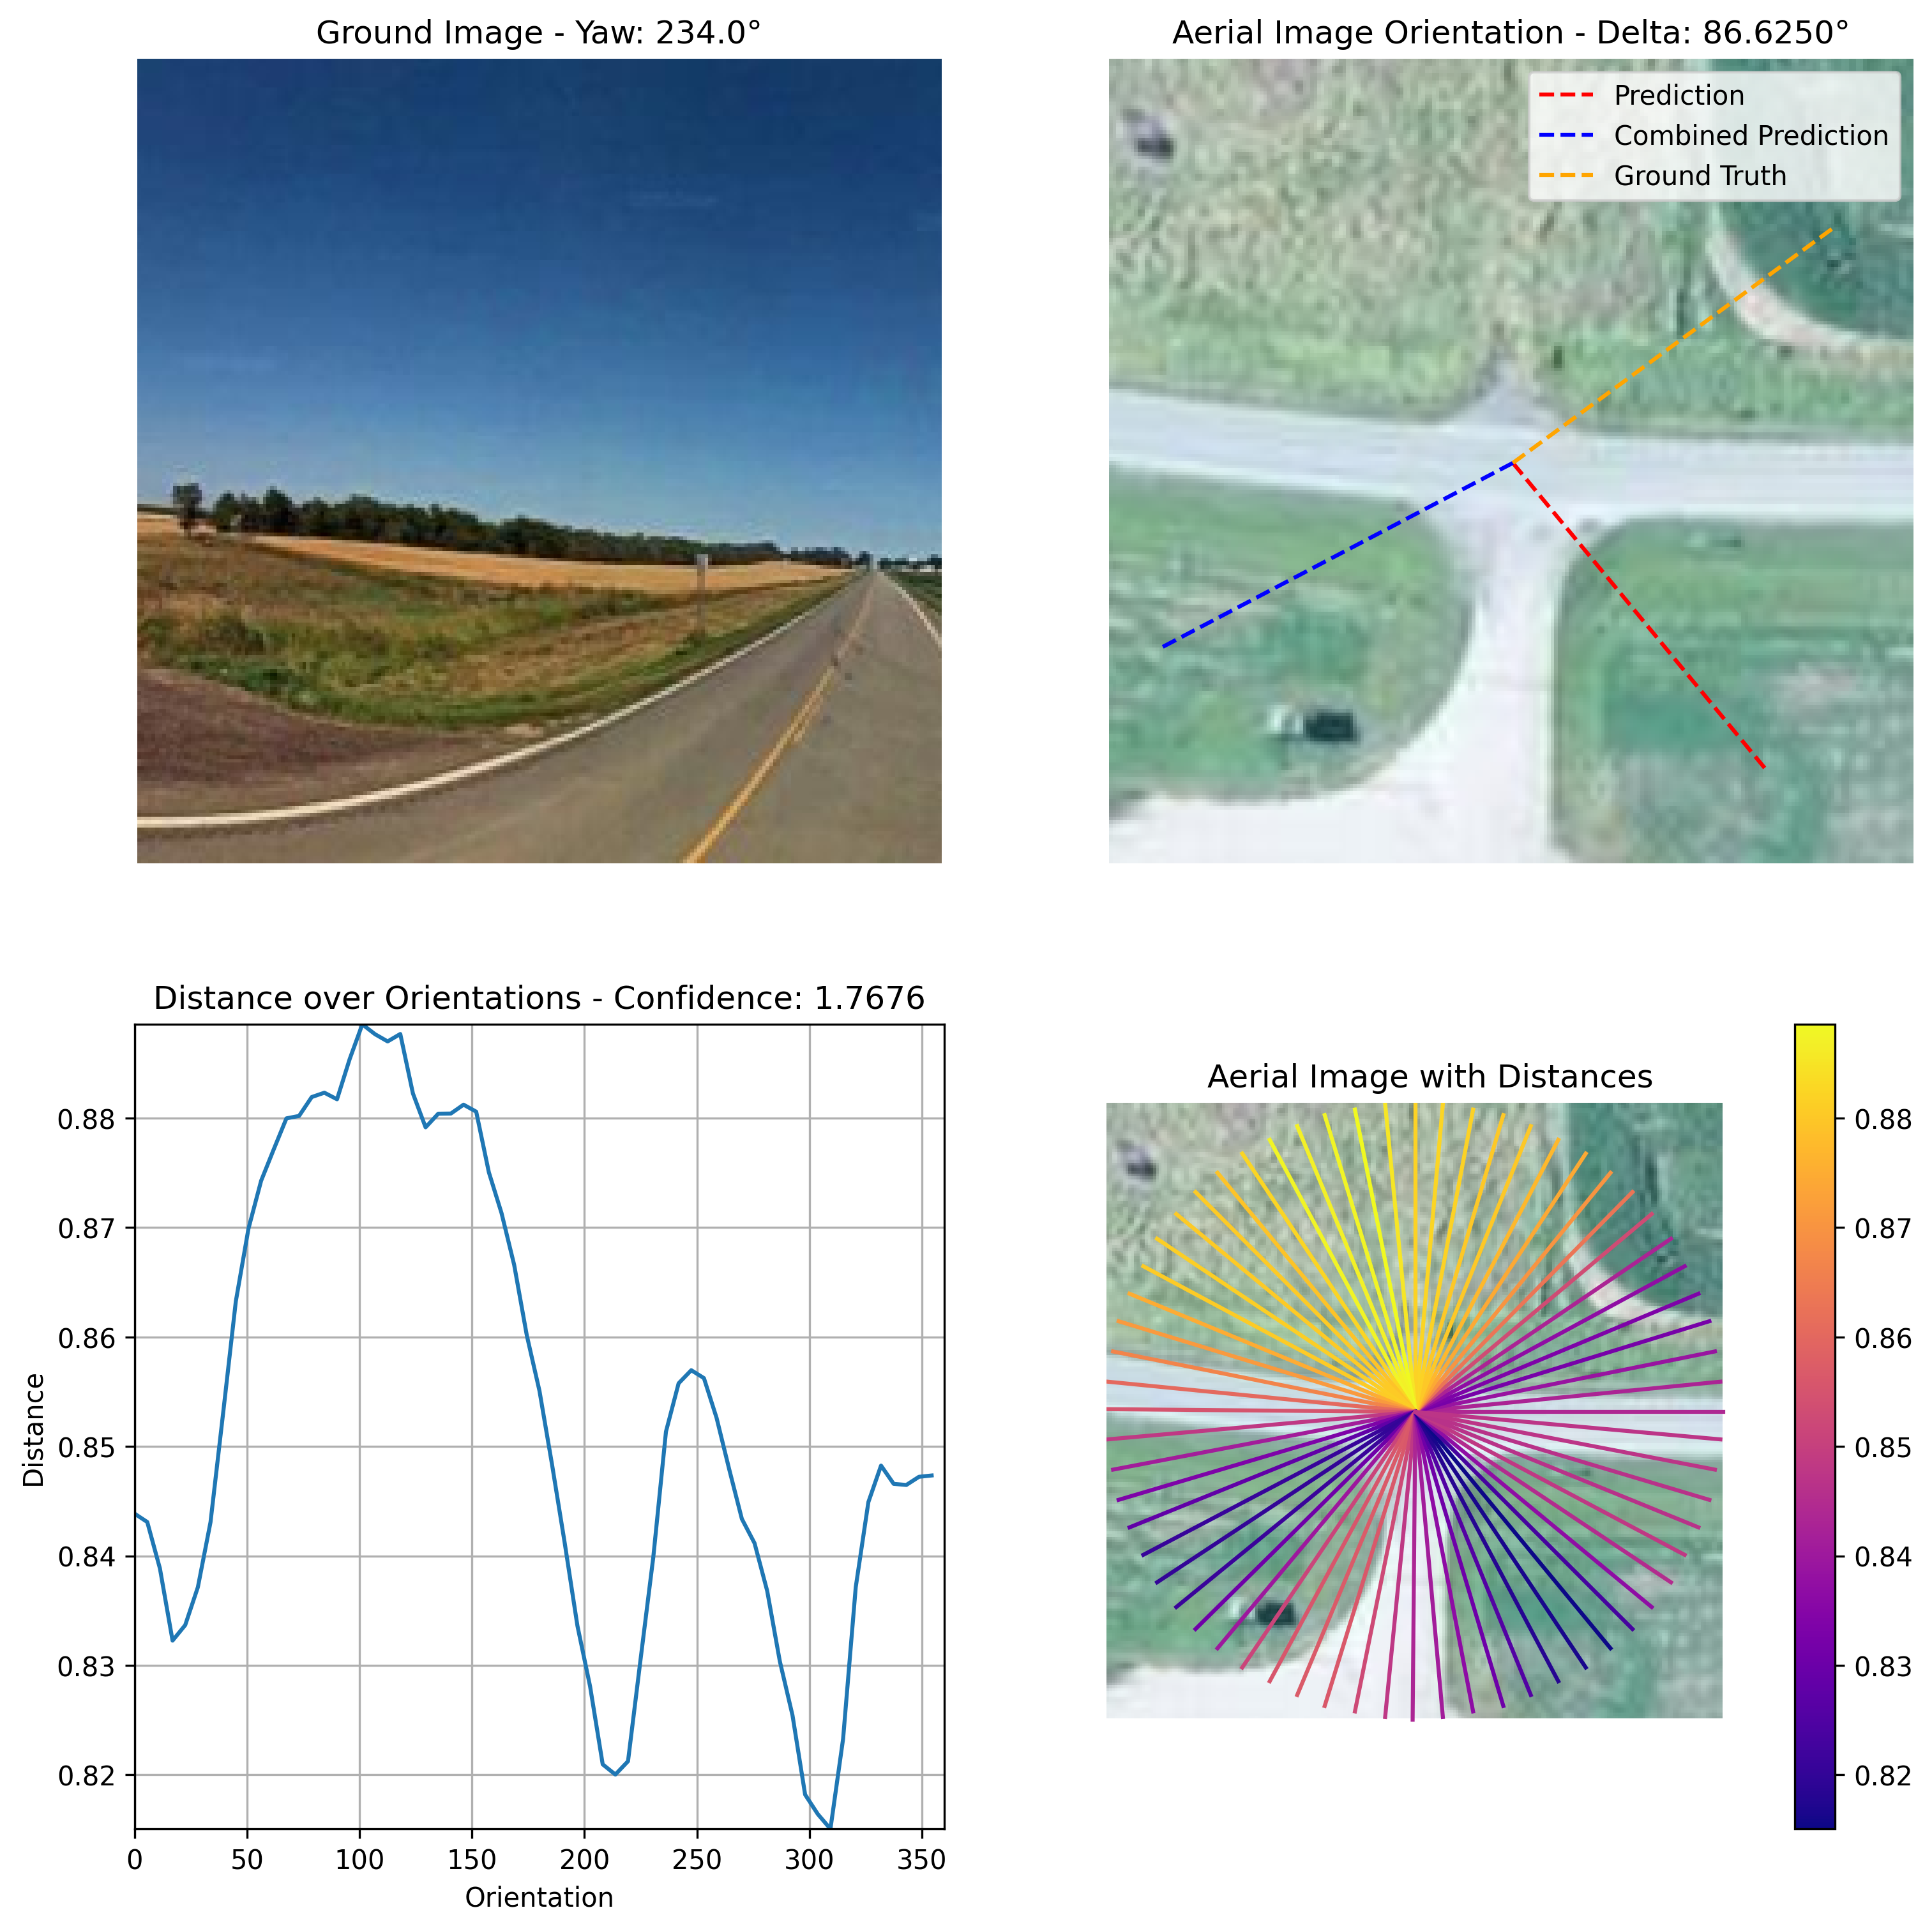 Ground Image - Yaw: 234.0°
Aerial Image Orientation - Delta: 86.6250°
Prediction
Combined Prediction
Ground Truth
Distance over Orientations - Confidence: 1.7676
0.88
0.87
0.86
0.85
0.84
0.83
0.82
Distance
0
50
100
150
200
250
300
350
Orientation
Aerial Image with Distances
0.88
0.87
0.86
0.85
0.84
0.83
0.82